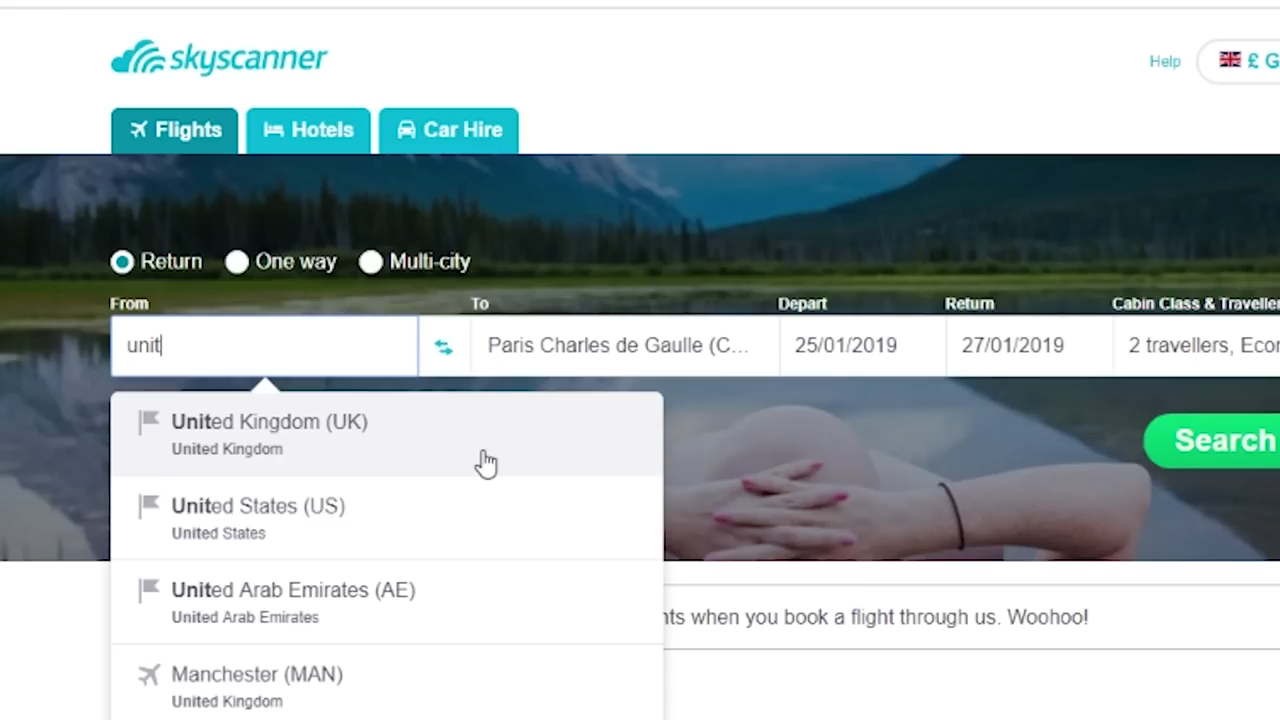 skyscanner
Help
£ G
Flights
Hotels
Car Hire
Return
One way
Multi-city
From
To
Depart
Return
Cabin Class & Traveller
unit
Paris Charles de Gaulle (C...
25/01/2019
27/01/2019
2 travellers, Econ
United Kingdom (UK)
United Kingdom
Search
United States (US)
United States
United Arab Emirates (AE)
United Arab Emirates
nts when you book a flight through us. Woohoo!
Manchester (MAN)
United Kingdom